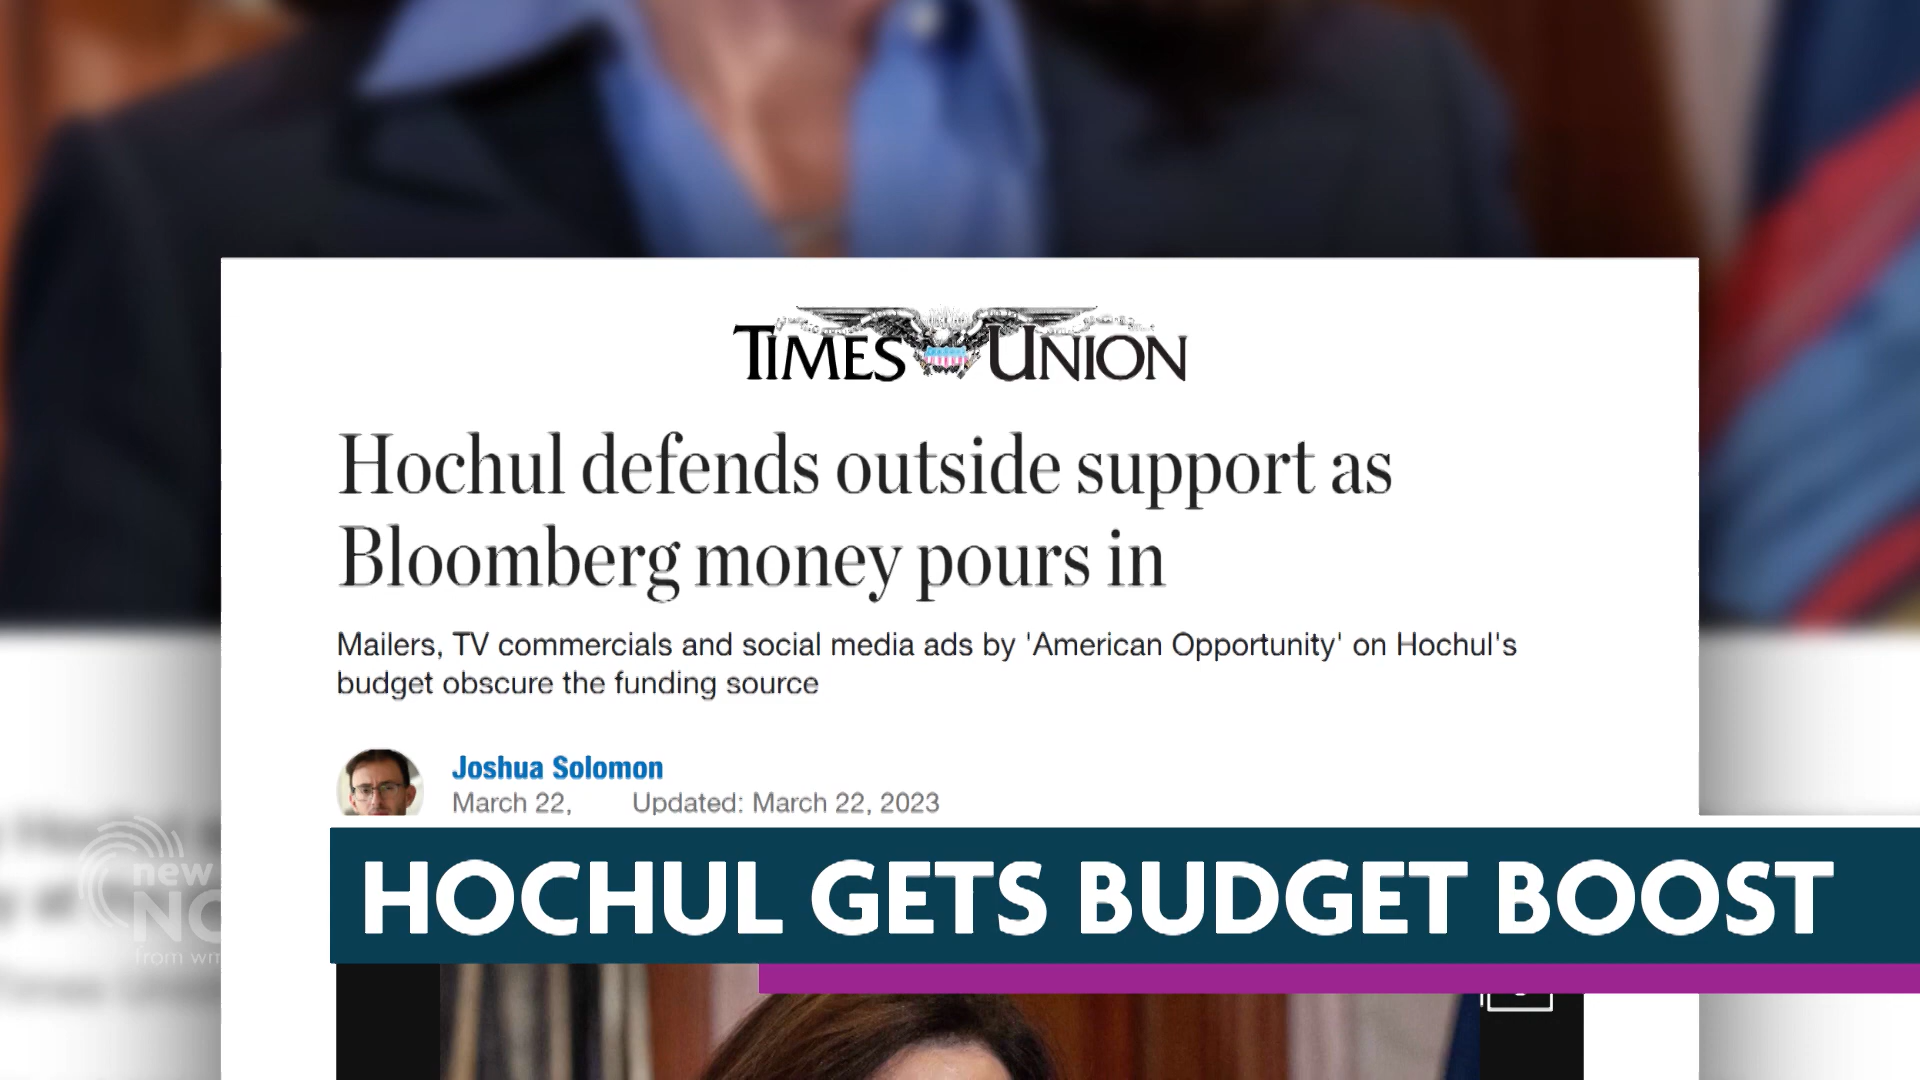 TIMES UNION
Hochul defends outside support as
Bloomberg money pours in
Mailers, TV commercials and social media ads by 'American Opportunity' on Hochul's
budget obscure the funding source
Joshua Solomon
March 22, Updated: March 22, 2023
new
from
HOCHUL GETS BUDGET BOOST